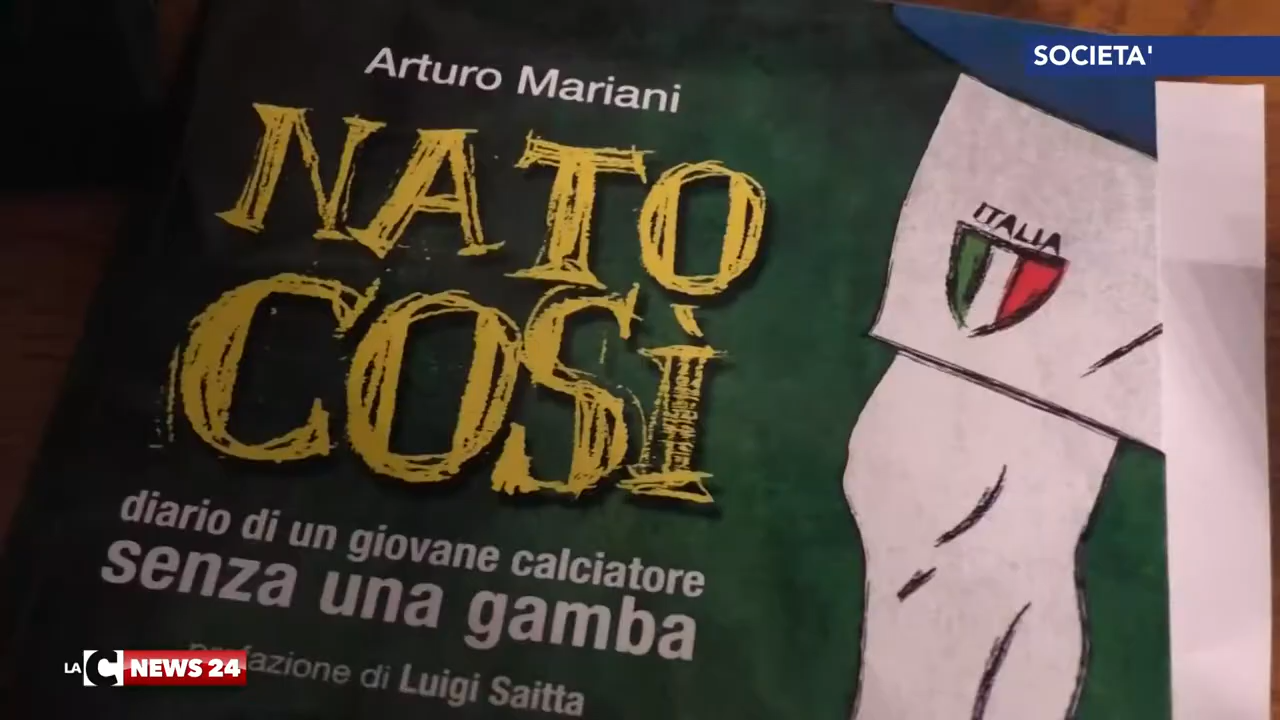 SOCIETA'
Arturo Mariani
NATO
COSÌ
ITALIA
diario di un giovane calciatore
senza una gamba
prefazione di Luigi Saitta
LA C NEWS 24